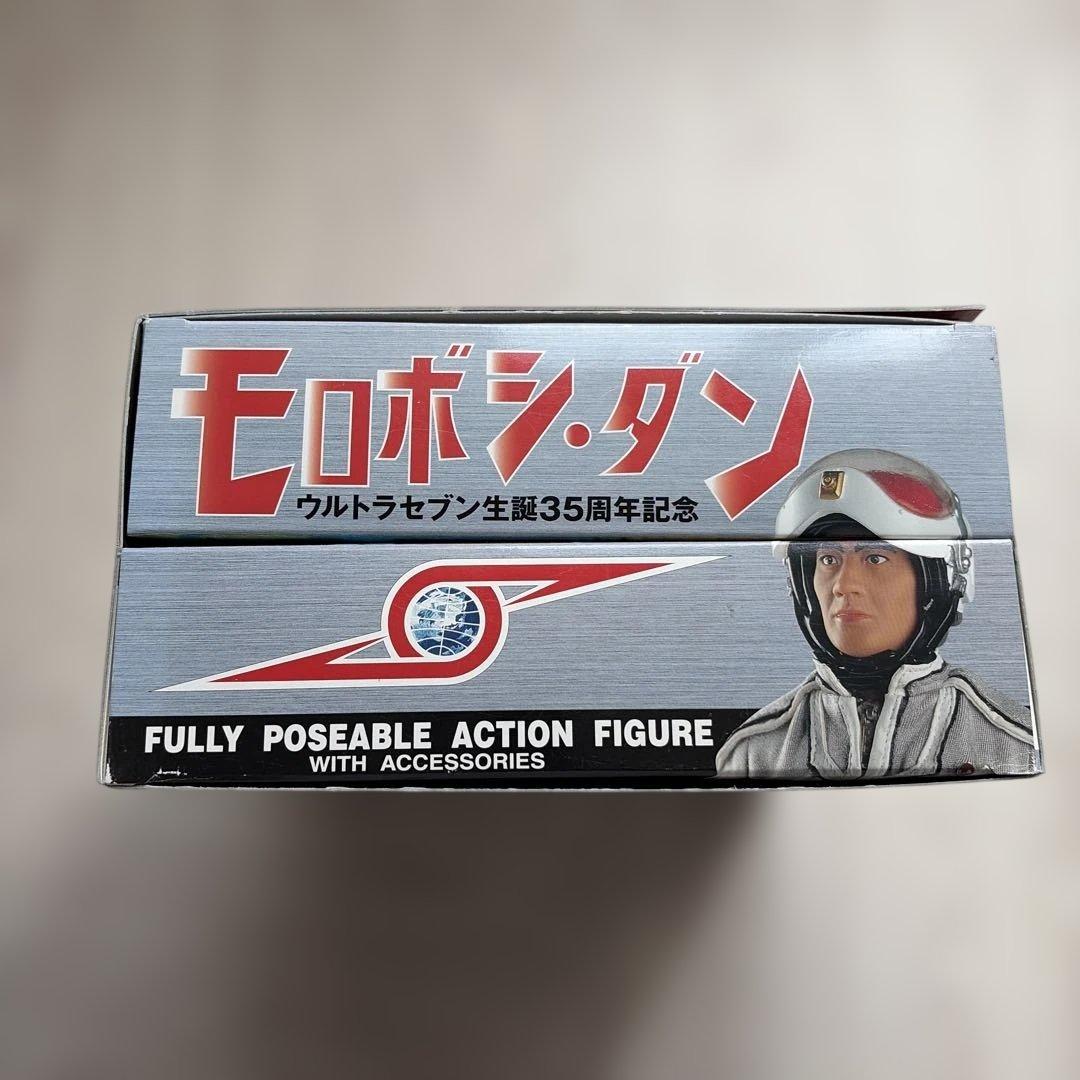 モロボシ・ダン
ウルトラセブン生誕35周年記念
FULLY POSEABLE ACTION FIGURE
WITH ACCESSORIES